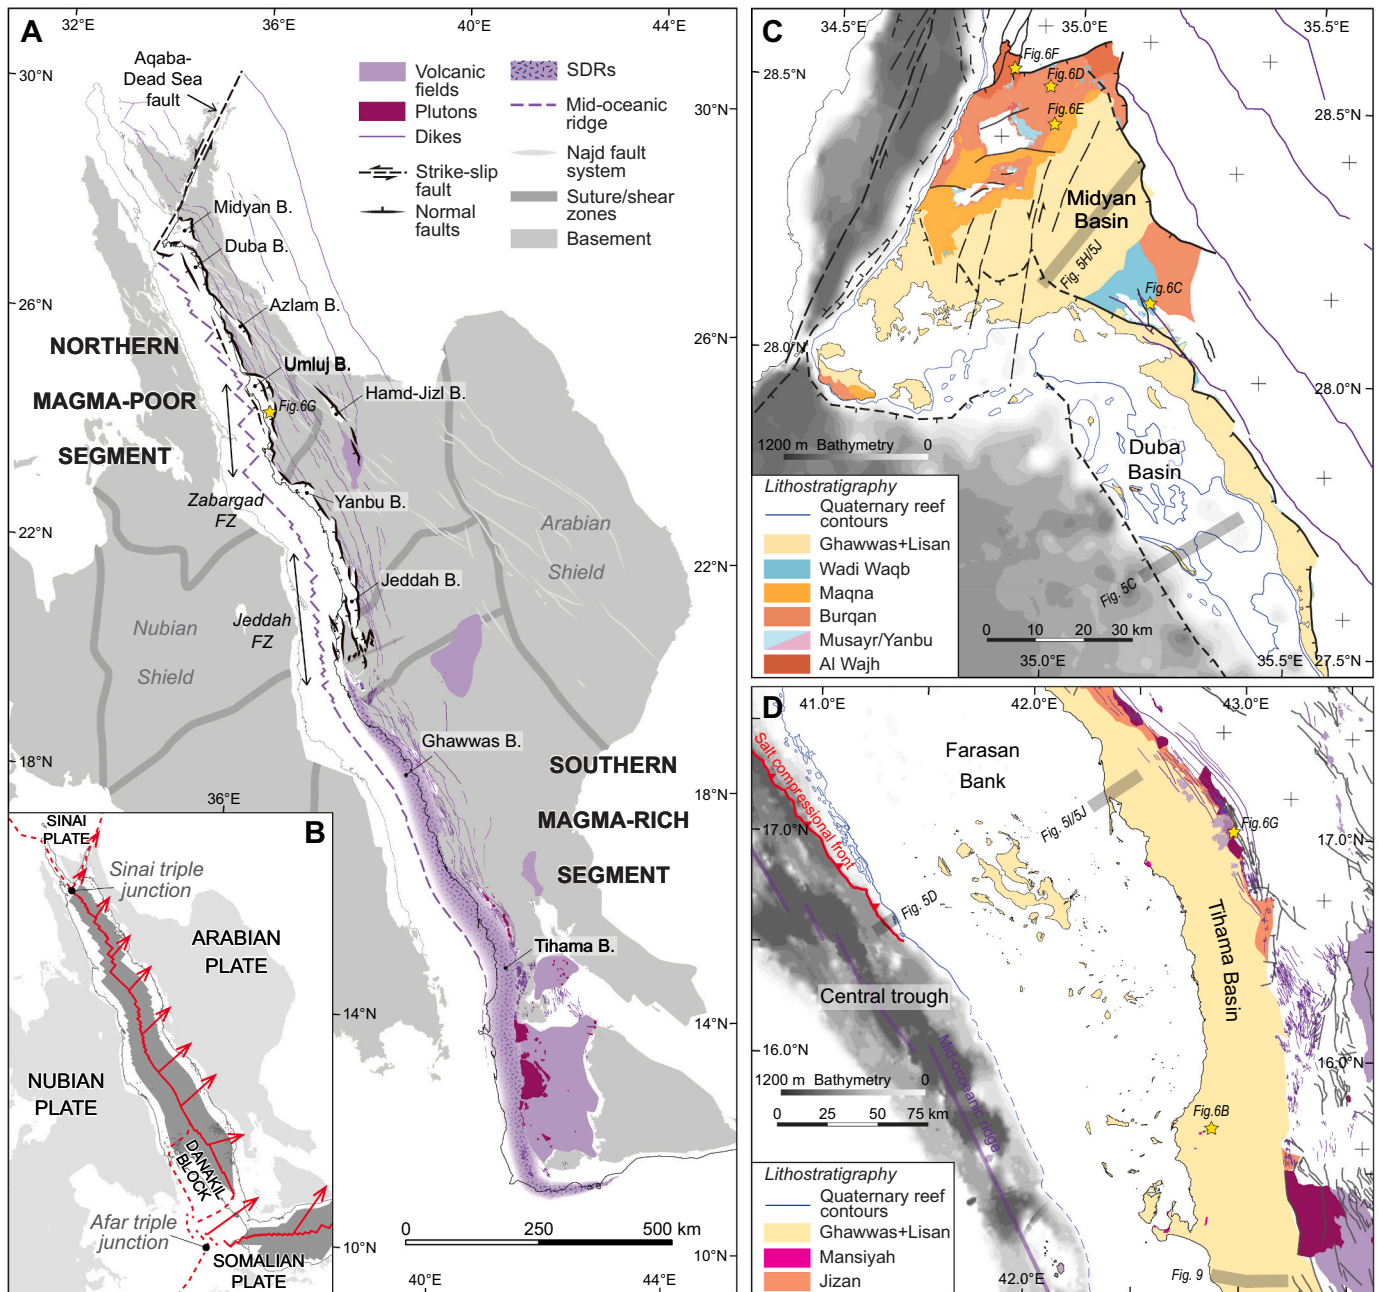 A
32°E
36°E
40°E
44°E
30°N
26°N
22°N
18°N
30°N
26°N
22°N
18°N
14°N
10°N
40°E
44°E
Aqaba-
Dead Sea
fault
Volcanic
fields
Plutons
Dikes
Strike-slip
fault
Normal
faults
SDRs
Mid-oceanic
ridge
Najd fault
system
Suture/shear
zones
Basement
Midyan B.
Duba B.
Azlam B.
Umluj B.
Fig.6G
Hamd-Jizl B.
Yanbu B.
Jeddah B.
Ghawwas B.
Tihama B.
NORTHERN
MAGMA-POOR
SEGMENT
Zabargad
FZ
Jeddah
FZ
Nubian
Shield
Arabian
Shield
SOUTHERN
MAGMA-RICH
SEGMENT
0 250 500 km
B
36°E
14°N
10°N
SINAI
PLATE
Sinai triple
junction
ARABIAN
PLATE
NUBIAN
PLATE
DANAKIL
BLOCK
Afar triple
junction
SOMALIAN
PLATE
C
34.5°E
35.0°E
35.5°E
28.5°N
28.5°N
28.0°N
28.0°N
27.5°N
35.0°E
35.5°E
Fig.6F
Fig.6D
Fig.6E
Midyan
Basin
Fig. 5H/5J
Fig.6C
Duba
Basin
Fig. 5C
1200 m Bathymetry 0
Lithostratigraphy
Quaternary reef
contours
Ghawwas+Lisan
Wadi Waqb
Maqna
Burqan
Musayr/Yanbu
Al Wajh
0 10 20 30 km
D
41.0°E
42.0°E
43.0°E
17.0°N
17.0°N
16.0°N
16.0°N
42.0°E
Salt compressional front
Farasan
Bank
Fig. 5I/5J
Fig.6G
Fig. 5D
Tihama Basin
Central trough
Mid-ocoeanic ridge
1200 m Bathymetry 0
0 25 50 75 km
Fig.6B
Fig. 9
Lithostratigraphy
Quaternary reef
contours
Ghawwas+Lisan
Mansiyah
Jizan